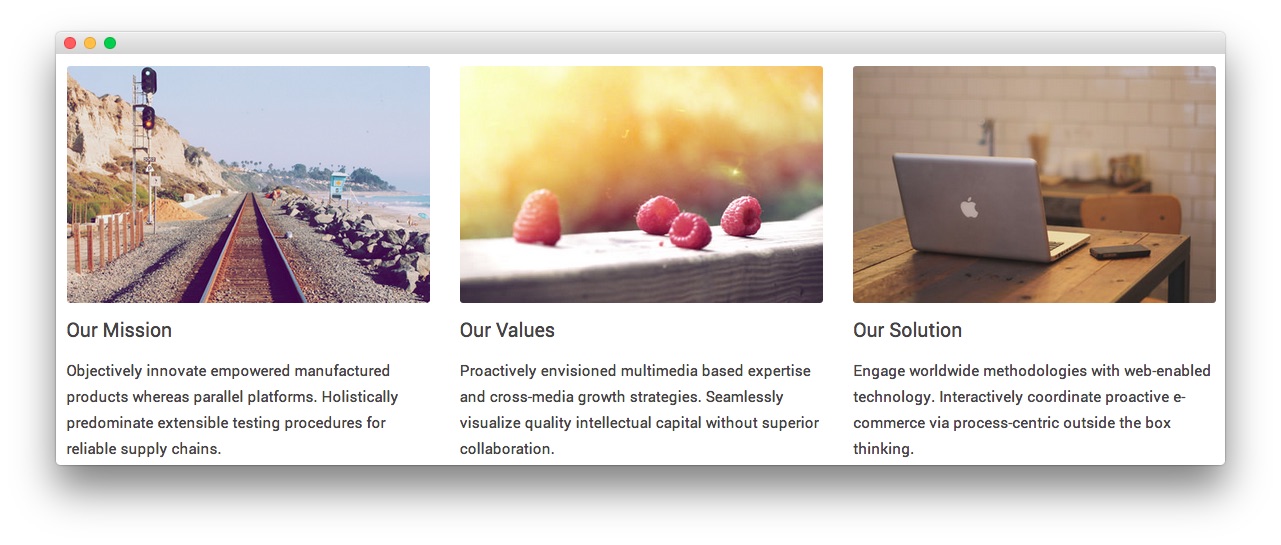 Our Mission
Objectively innovate empowered manufactured
products whereas parallel platforms. Holistically
predominate extensible testing procedures for
reliable supply chains.
Our Values
Proactively envisioned multimedia based expertise
and cross-media growth strategies. Seamlessly
visualize quality intellectual capital without superior
collaboration.
Our Solution
Engage worldwide methodologies with web-enabled
technology. Interactively coordinate proactive e-
commerce via process-centric outside the box
thinking.